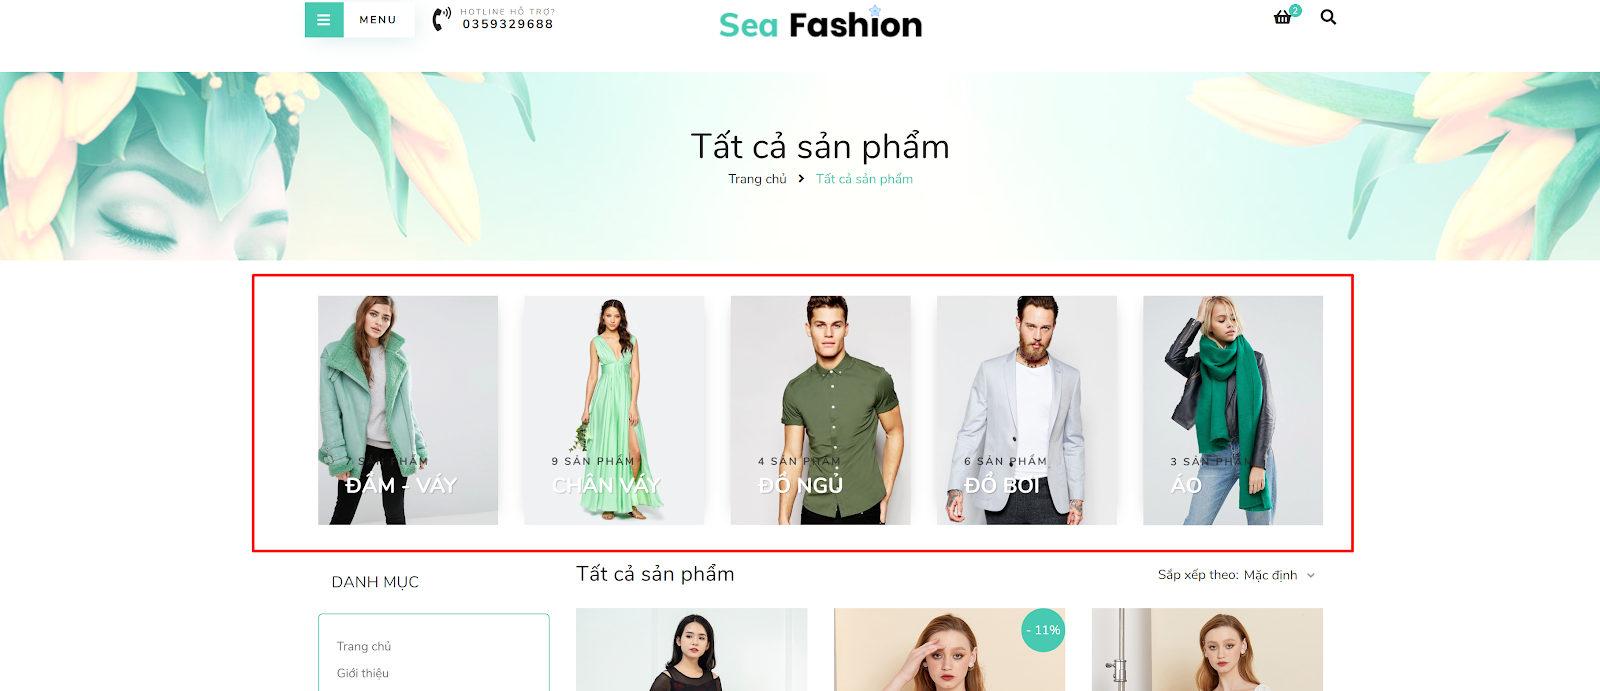 MENU
HOTLINE HỖ TRỢ?
0359329688
Sea Fashion
2
Tất cả sản phẩm
Trang chủ > Tất cả sản phẩm
SẢN PHẨM
ĐẦM - VÁY
9 SẢN PHẨM
CHÂN VÁY
4 SẢN PHẨM
ĐỒ NGỦ
6 SẢN PHẨM
ĐỒ BƠI
3 SẢN PHẨM
ÁO
DANH MỤC
Trang chủ
Giới thiệu
Tất cả sản phẩm
Sắp xếp theo: Mặc định
- 11%